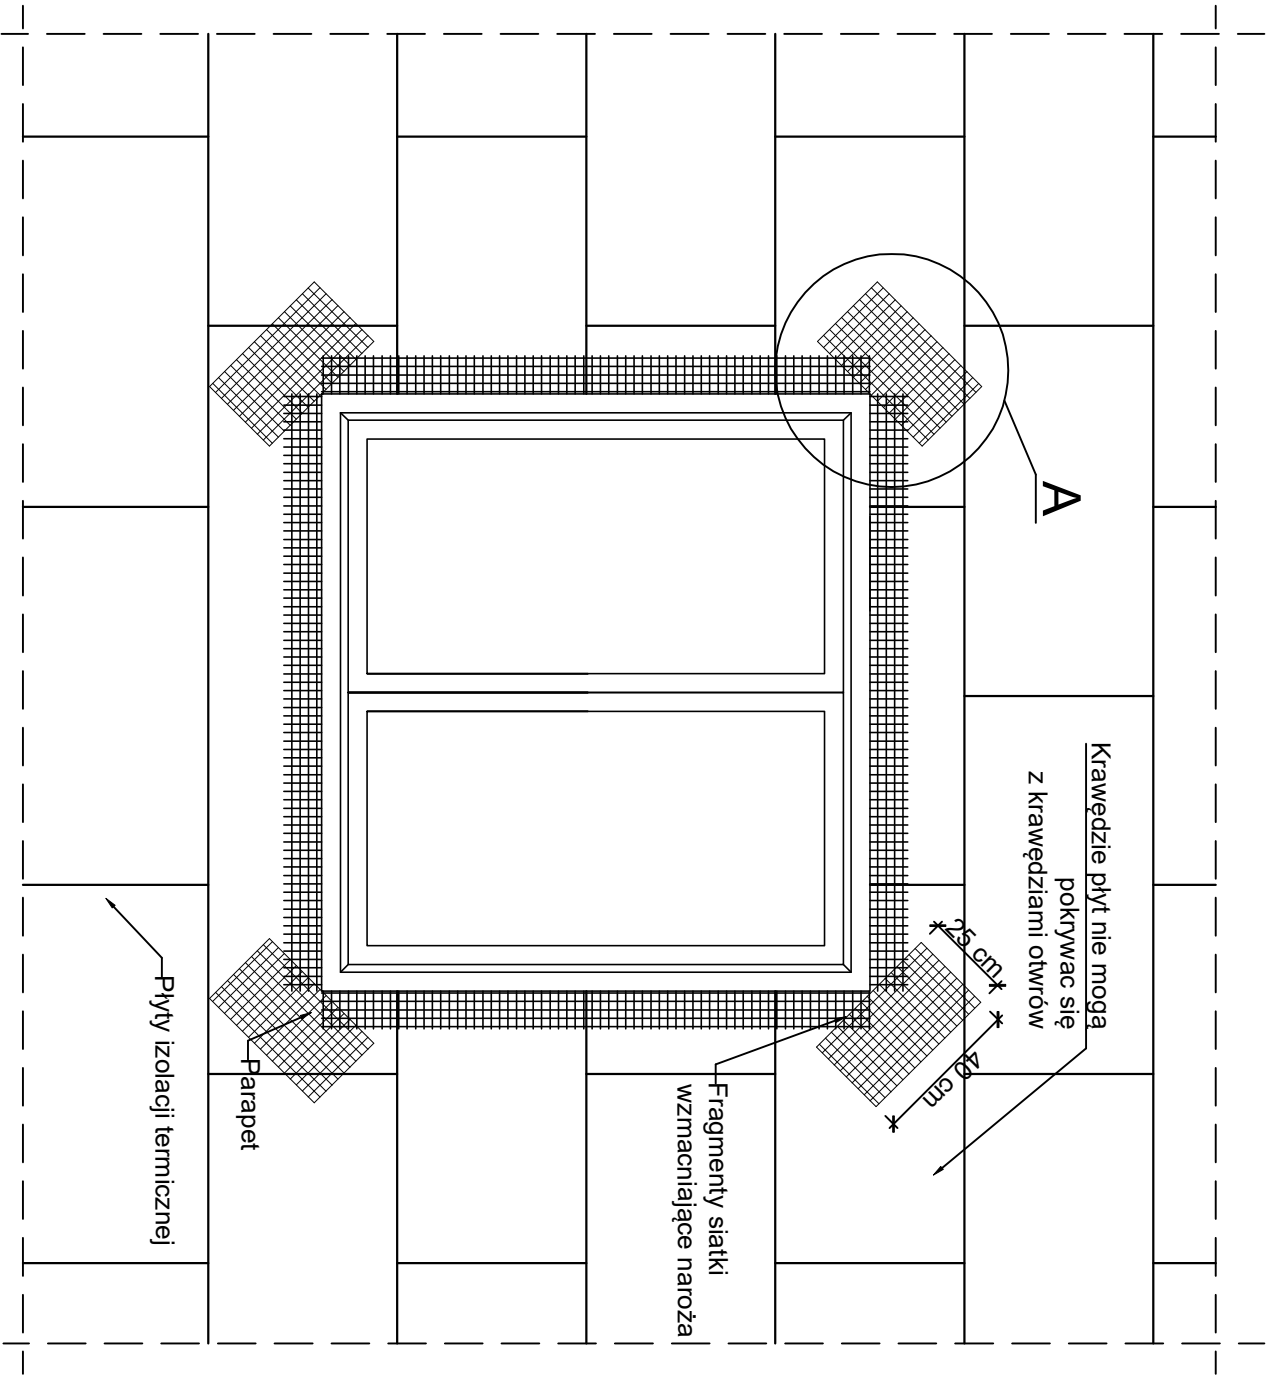 A
Krawędzie płyt nie mogą
pokrywac się
z krawędziami otwrów
25 cm
40 cm
Fragmenty siatki
wzmacniające naroża
Parapet
Płyty izolacji termicznej